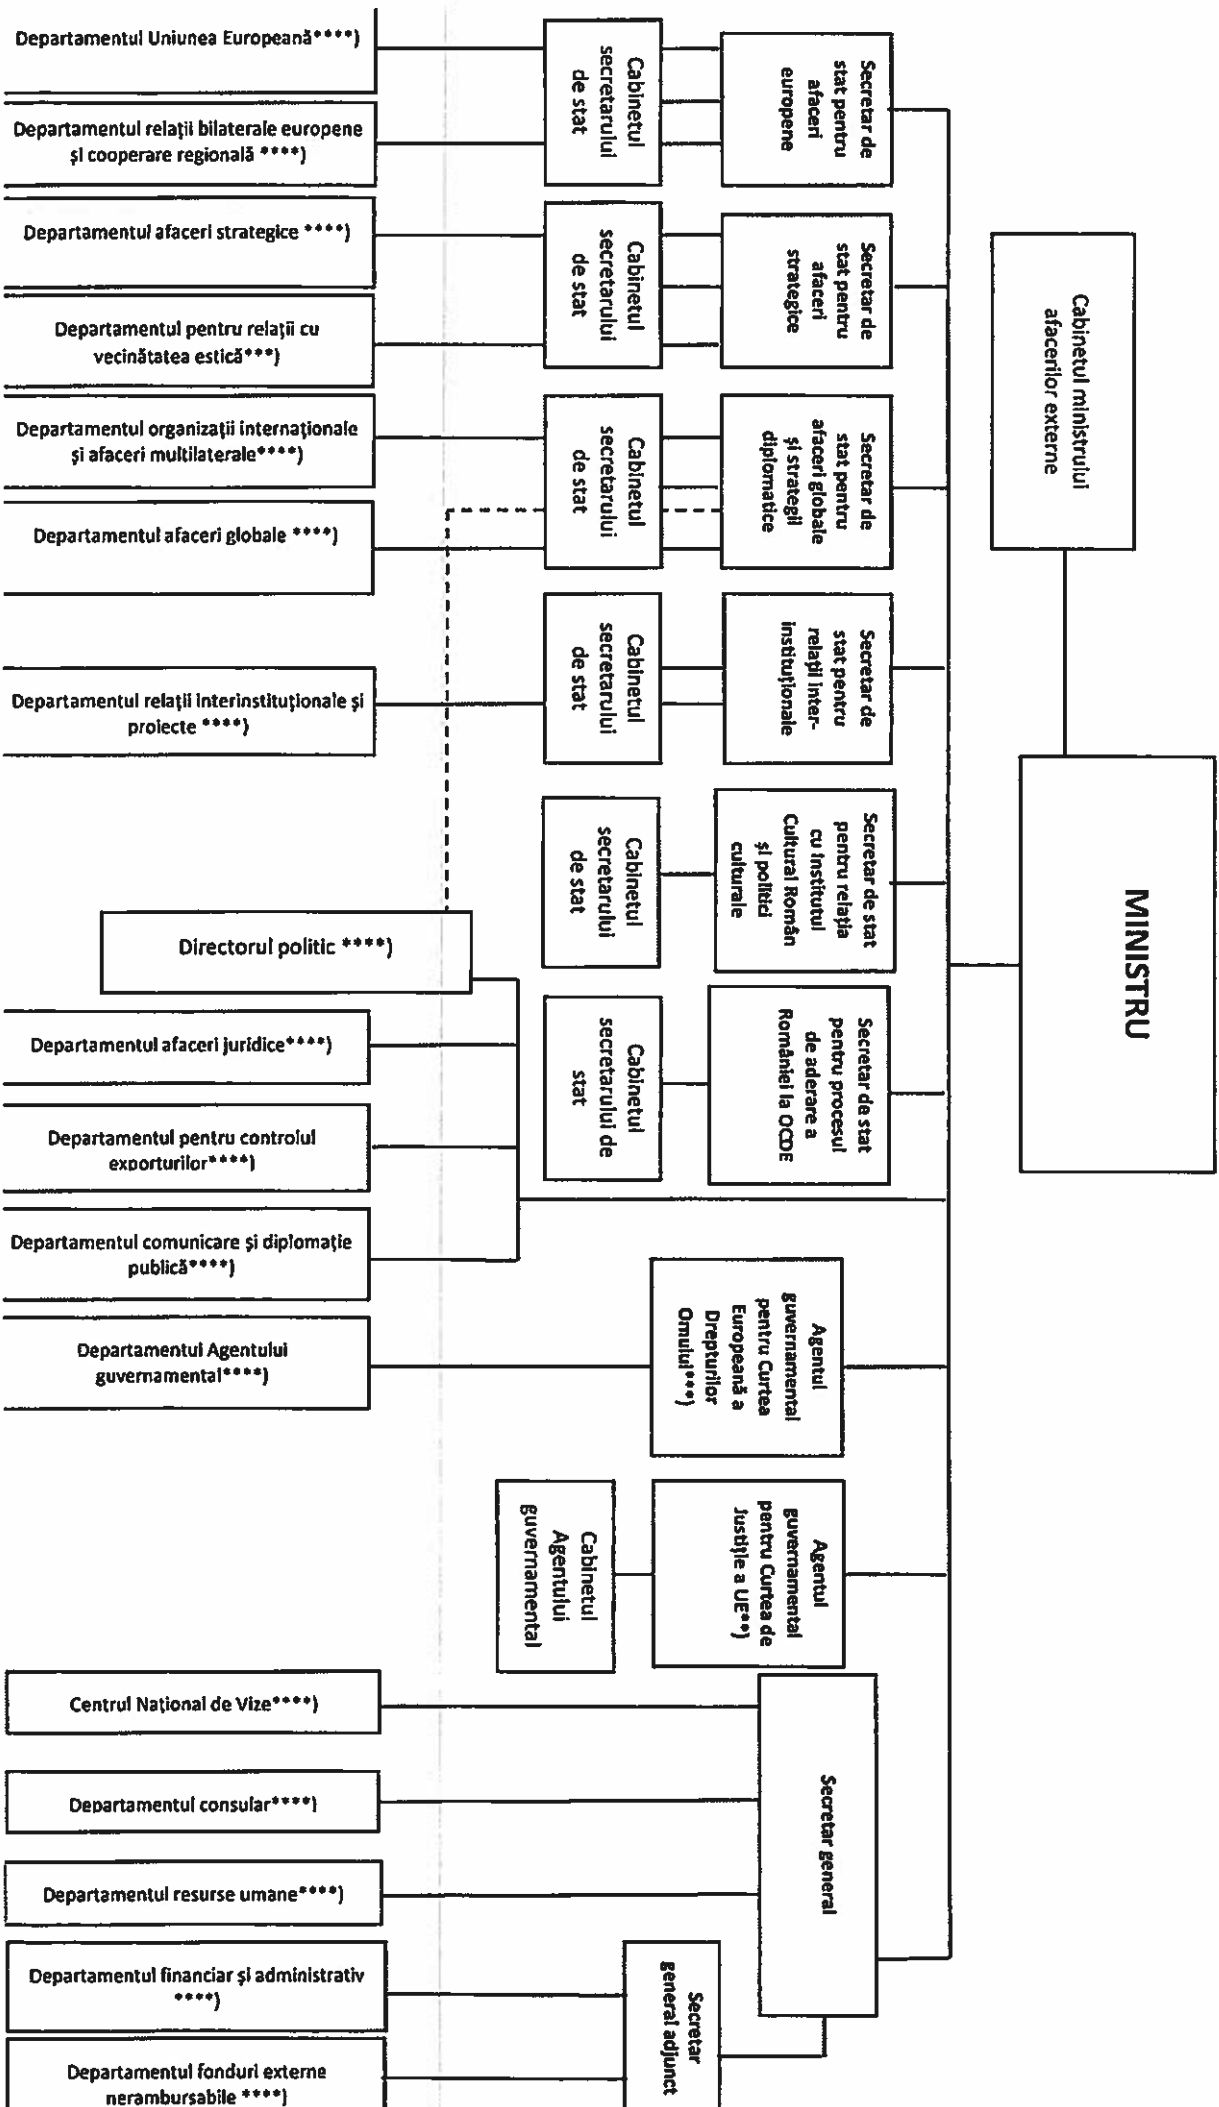 MINISTRU
Cabinetul ministrului
afacerilor externe
Secretar de
stat pentru
afaceri
europene
Cabinetul
secretarului
de stat
Departamentul Uniunea Europeană****)
Departamentul relații bilaterale europene
și cooperare regională ****)
Secretar de
stat pentru
afaceri
strategice
Cabinetul
secretarului
de stat
Departamentul afaceri strategice ****)
Departamentul pentru relații cu
vecinătatea estică***)
Secretar de
stat pentru
afaceri globale
și strategii
diplomatice
Cabinetul
secretarului
de stat
Departamentul organizații internaționale
și afaceri multilaterale****)
Departamentul afaceri globale ****)
Secretar de
stat pentru
relații inter-
instituționale
Cabinetul
secretarului
de stat
Departamentul relații interinstituționale și
proiecte ****)
Secretar de stat
pentru relația
cu Institutul
Cultural Român
și politici
culturale
Cabinetul
secretarului
de stat
Secretar de stat
pentru procesul
de aderare a
României la OCDE
Cabinetul
secretarului de
stat
Directorul politic ****)
Departamentul afaceri juridice****)
Departamentul pentru controlul
exporturilor****)
Departamentul comunicare și diplomație
publică****)
Agentul
guvernamental
pentru Curtea
Europeană a
Drepturilor
Omului***)
Departamentul Agentului
guvernamental****)
Agentul
guvernamental
pentru Curtea de
Justiție a UE**)
Cabinetul
Agentului
guvernamental
Secretar general
Centrul Național de Vize****)
Departamentul consular****)
Departamentul resurse umane****)
Secretar
general adjunct
Departamentul financiar și administrativ
****)
Departamentul fonduri externe
nerambursabile ****)